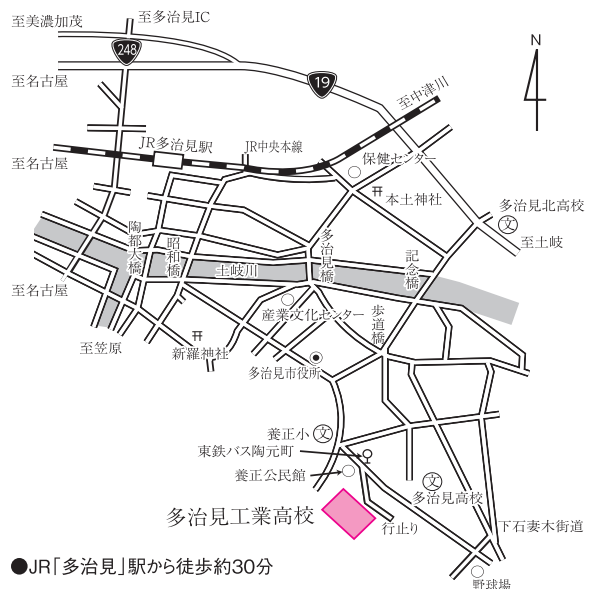 至多治見IC
至美濃加茂
248
N
至名古屋
19
至中津川
JR多治見駅
JR中央本線
至名古屋
保健センター
本土神社
多治見北高校
文
至土岐
陶都大橋
昭和橋
土岐川
多治見橋
記念橋
至名古屋
産業文化センター
歩道橋
至笠原
新羅神社
多治見市役所
養正小
文
東鉄バス陶元町
養正公民館
文
多治見高校
多治見工業高校
行止り
下石妻木街道
●JR「多治見」駅から徒歩約30分
野球場